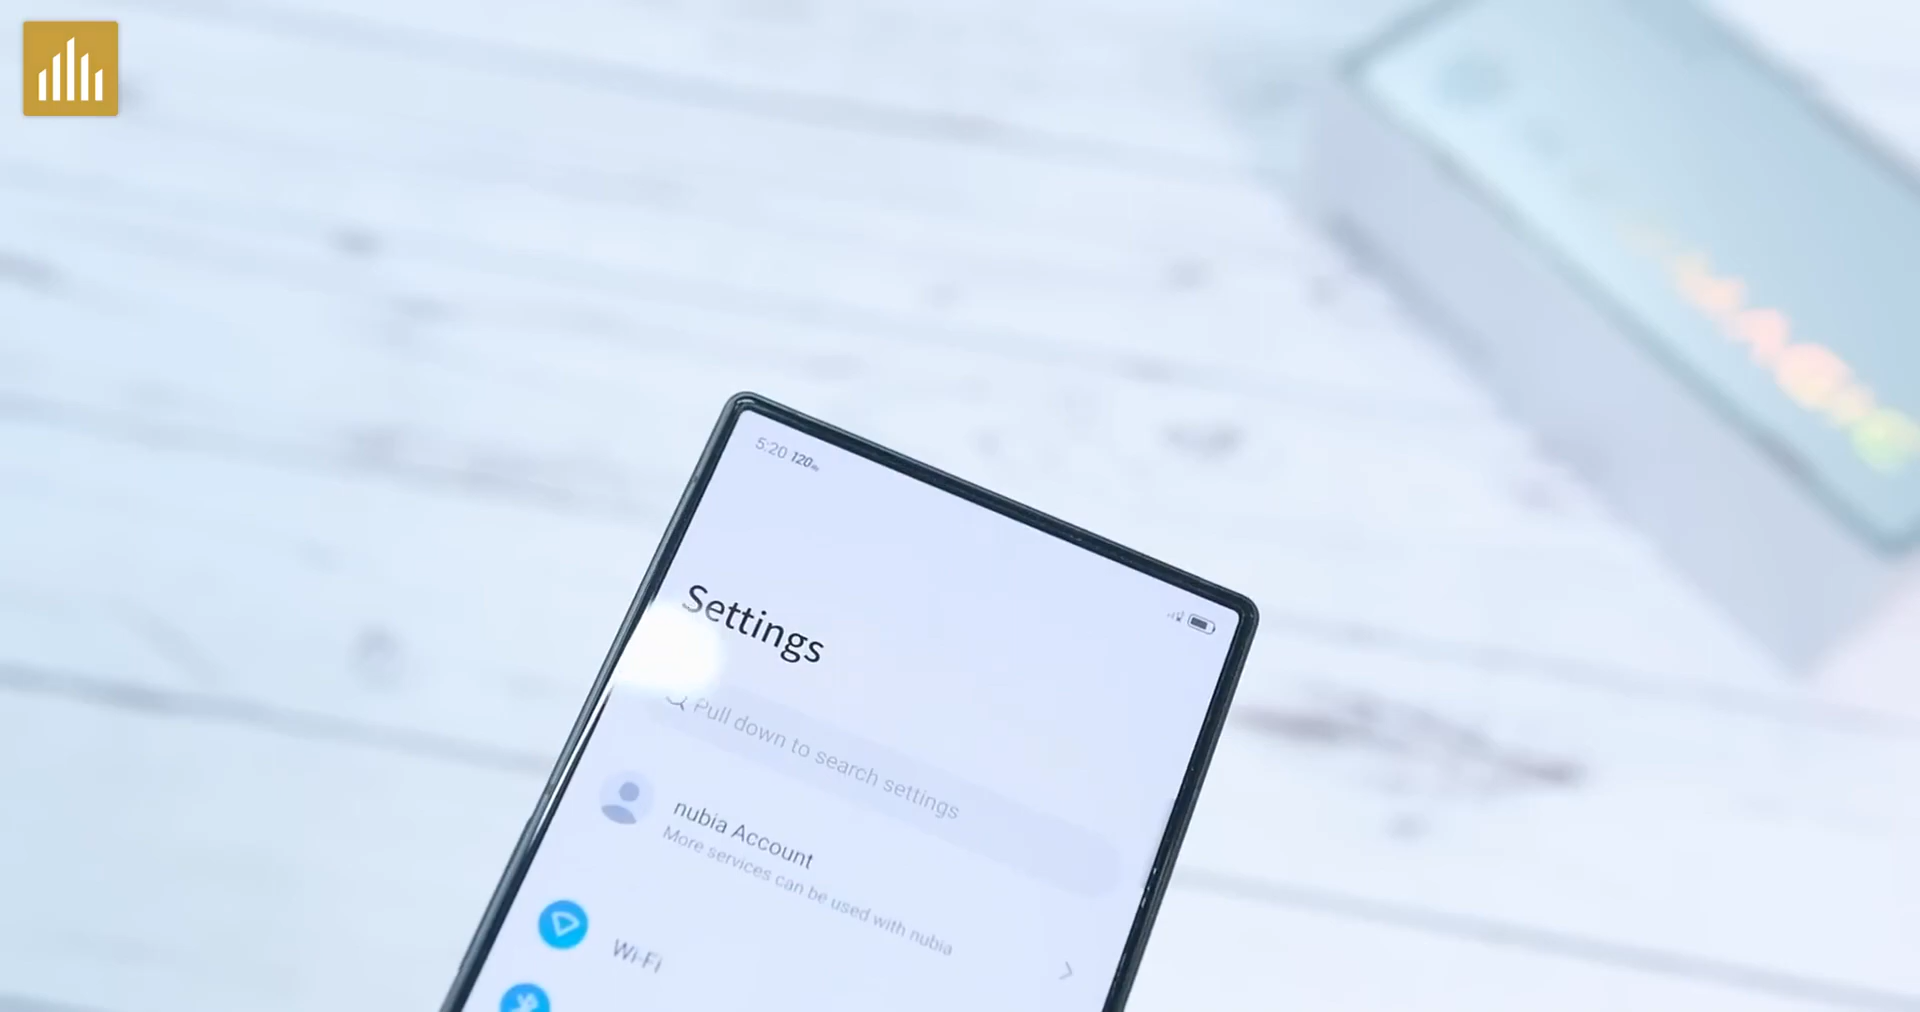 5:20 120
Settings
Pull down to search settings
nubia Account
More services can be used with nubia
Wi-Fi